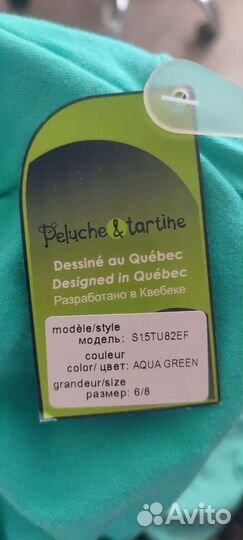 Peluche & tartine
Dessiné au Québec
Designed in Québec
Разработано в Квебеке
modèle/style
модель: S15TU82EF
couleur
color/ цвет: AQUA GREEN
grandeur/size
размер: 6/8
Avito